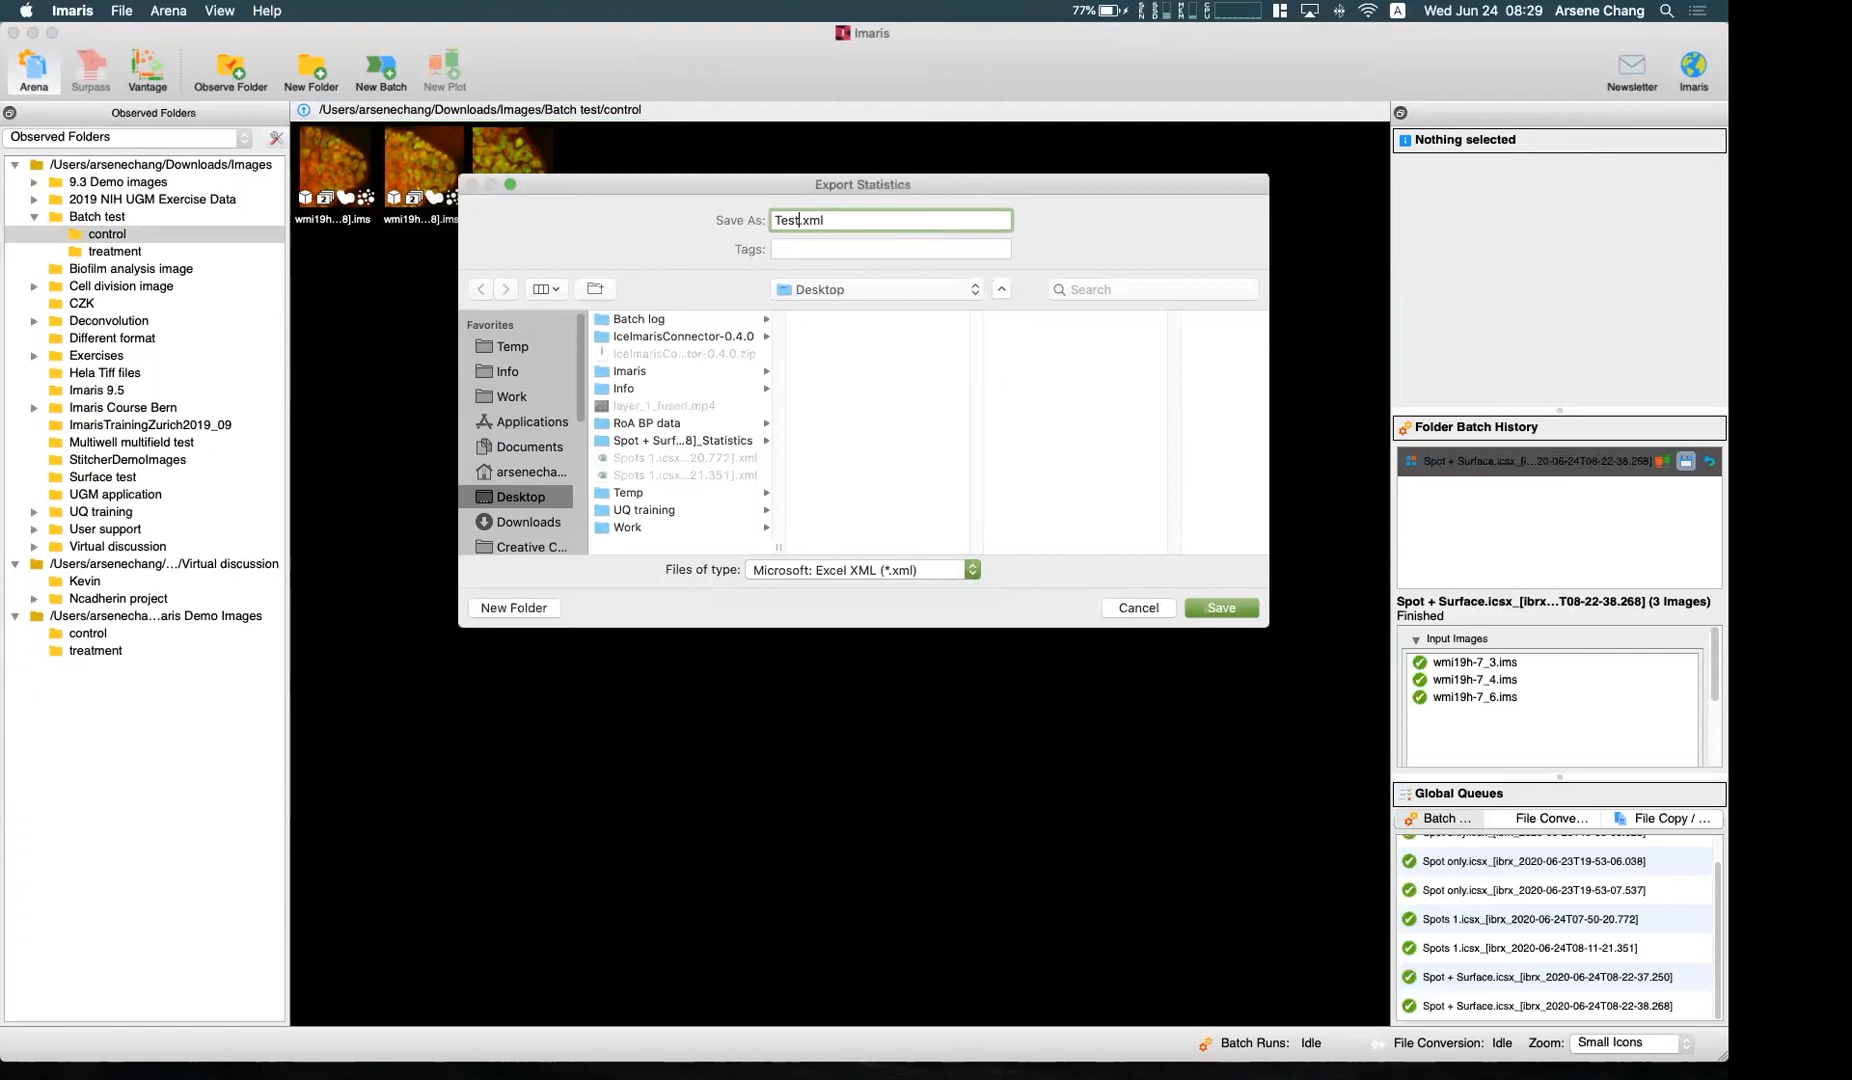 Imaris File Arena View Help
77% Wed Jun 24 08:29 Arsene Chang
Imaris
Arena Surpass Vantage Observe Folder New Folder New Batch New Plot Newsletter Imaris
Observed Folders
/Users/arsenechang/Downloads/Images/Batch test/control
Observed Folders
/Users/arsenechang/Downloads/Images
9.3 Demo images
2019 NIH UGM Exercise Data
Batch test
control
treatment
Biofilm analysis image
Cell division image
CZK
Deconvolution
Different format
Exercises
Hela Tiff files
Imaris 9.5
Imaris Course Bern
ImarisTrainingZurich2019_09
Multiwell multifield test
StitcherDemoImages
Surface test
UGM application
UQ training
User support
Virtual discussion
/Users/arsenechang/.../Virtual discussion
Kevin
Ncadherin project
/Users/arsenecha...aris Demo Images
control
treatment
wmi19h...8].ims
wmi19h...8].ims
Export Statistics
Save As: Test.xml
Tags:
Desktop
Search
Favorites
Temp
Info
Work
Applications
Documents
arsenecha...
Desktop
Downloads
Creative C...
Batch log
IceImarisConnector-0.4.0
IceImarisCo...tor-0.4.0.zip
Imaris
Info
layer_1_fused.mp4
RoA BP data
Spot + Surf...8]_Statistics
Spots 1.icsx...20.772].xml
Spots 1.icsx...21.351].xml
Temp
UQ training
Work
Files of type: Microsoft: Excel XML (*.xml)
New Folder Cancel Save
Nothing selected
Folder Batch History
Spot + Surface.icsx_[i...20-06-24T08-22-38.268]
Spot + Surface.icsx_[ibrx...T08-22-38.268] (3 Images)
Finished
Input Images
wmi19h-7_3.ims
wmi19h-7_4.ims
wmi19h-7_6.ims
Global Queues
Batch ... File Conve... File Copy / ...
Spot only.icsx_[ibrx_2020-06-23T19-53-06.038]
Spot only.icsx_[ibrx_2020-06-23T19-53-07.537]
Spots 1.icsx_[ibrx_2020-06-24T07-50-20.772]
Spots 1.icsx_[ibrx_2020-06-24T08-11-21.351]
Spot + Surface.icsx_[ibrx_2020-06-24T08-22-37.250]
Spot + Surface.icsx_[ibrx_2020-06-24T08-22-38.268]
Batch Runs: Idle File Conversion: Idle Zoom: Small Icons